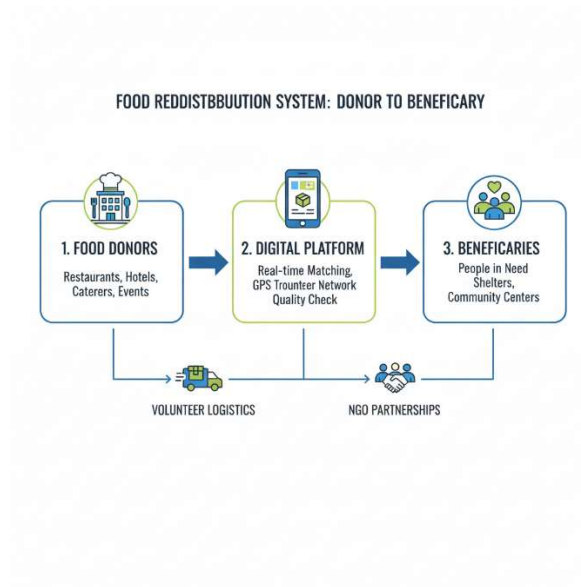 FOOD REDDISTBBUUTION SYSTEM: DONOR TO BENEFICARY
1. FOOD DONORS
Restaurants, Hotels,
Caterers, Events
2. DIGITAL PLATFORM
Real-time Matching,
GPS Trounteer Network
Quality Check
3. BENEFICARIES
People in Need
Shelters,
Community Centers
VOLUNTEER LOGISTICS
NGO PARTNERSHIPS